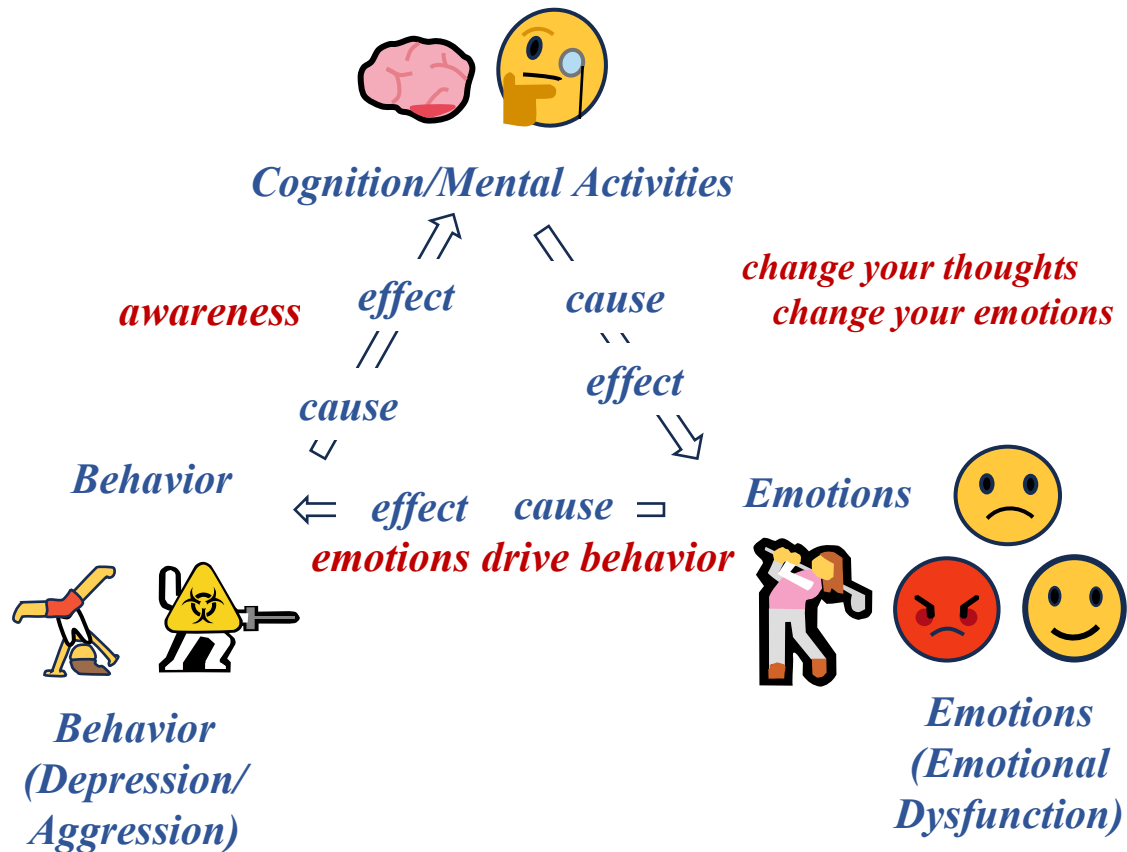 Cognition/Mental Activities
change your thoughts
change your emotions
awareness
effect
cause
effect
cause
Behavior
effect cause
Emotions
emotions drive behavior
Behavior
(Depression/
Aggression)
Emotions
(Emotional
Dysfunction)